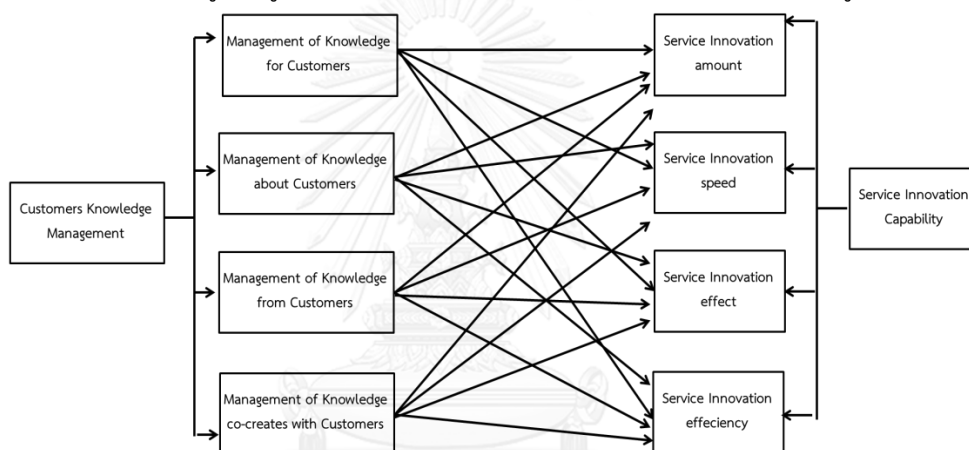 Management of Knowledge
for Customers
Service Innovation
amount
Management of Knowledge
about Customers
Service Innovation
speed
Customers Knowledge
Management
Service Innovation
Capability
Management of Knowledge
from Customers
Service Innovation
effect
Management of Knowledge
co-creates with Customers
Service Innovation
effeciency